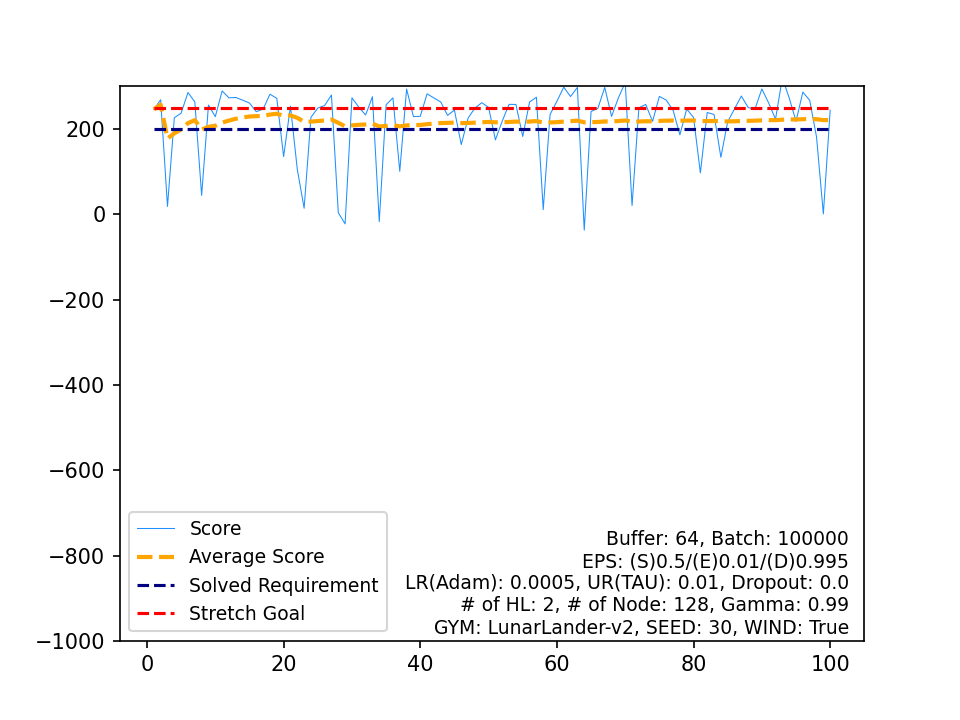 200
0
−200
−400
−600
−800
−1000
0
20
40
60
80
100
Score
Average Score
Solved Requirement
Stretch Goal
Buffer: 64, Batch: 100000
EPS: (S)0.5/(E)0.01/(D)0.995
LR(Adam): 0.0005, UR(TAU): 0.01, Dropout: 0.0
# of HL: 2, # of Node: 128, Gamma: 0.99
GYM: LunarLander-v2, SEED: 30, WIND: True